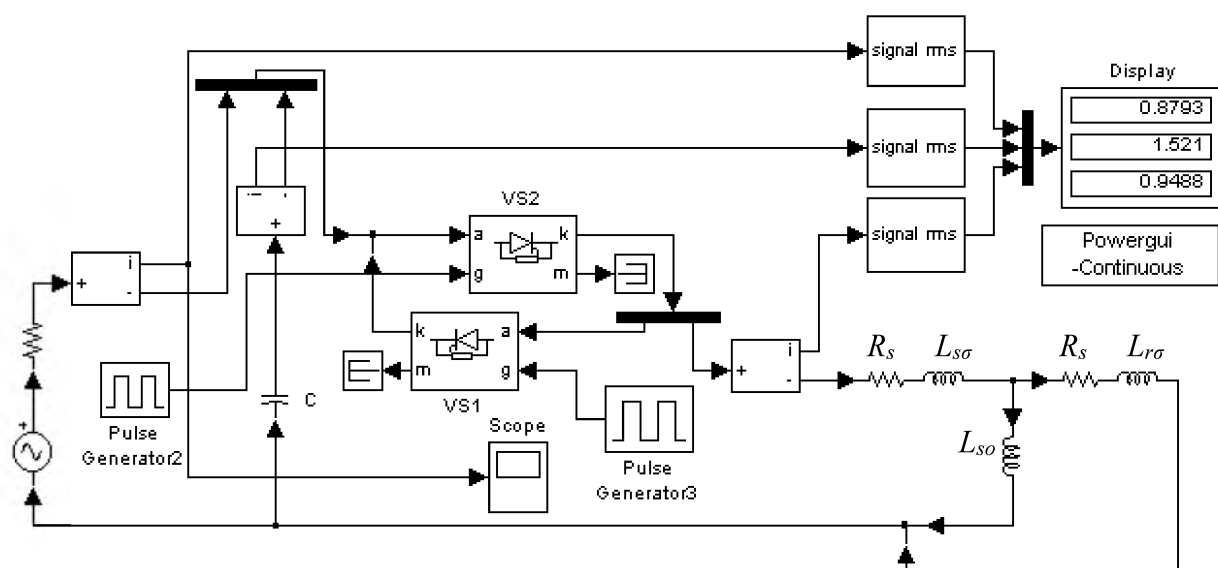 signal rms
Display
0.8793
signal rms
1.521
0.9488
VS2
i - +
a k
signal rms
Powergui
-Continuous
+ i -
g m
k a
+ i -
Rs Lsσ Rs Lrσ
m g
C
VS1
+
Pulse
Generator2
Scope
Lso
Pulse
Generator3